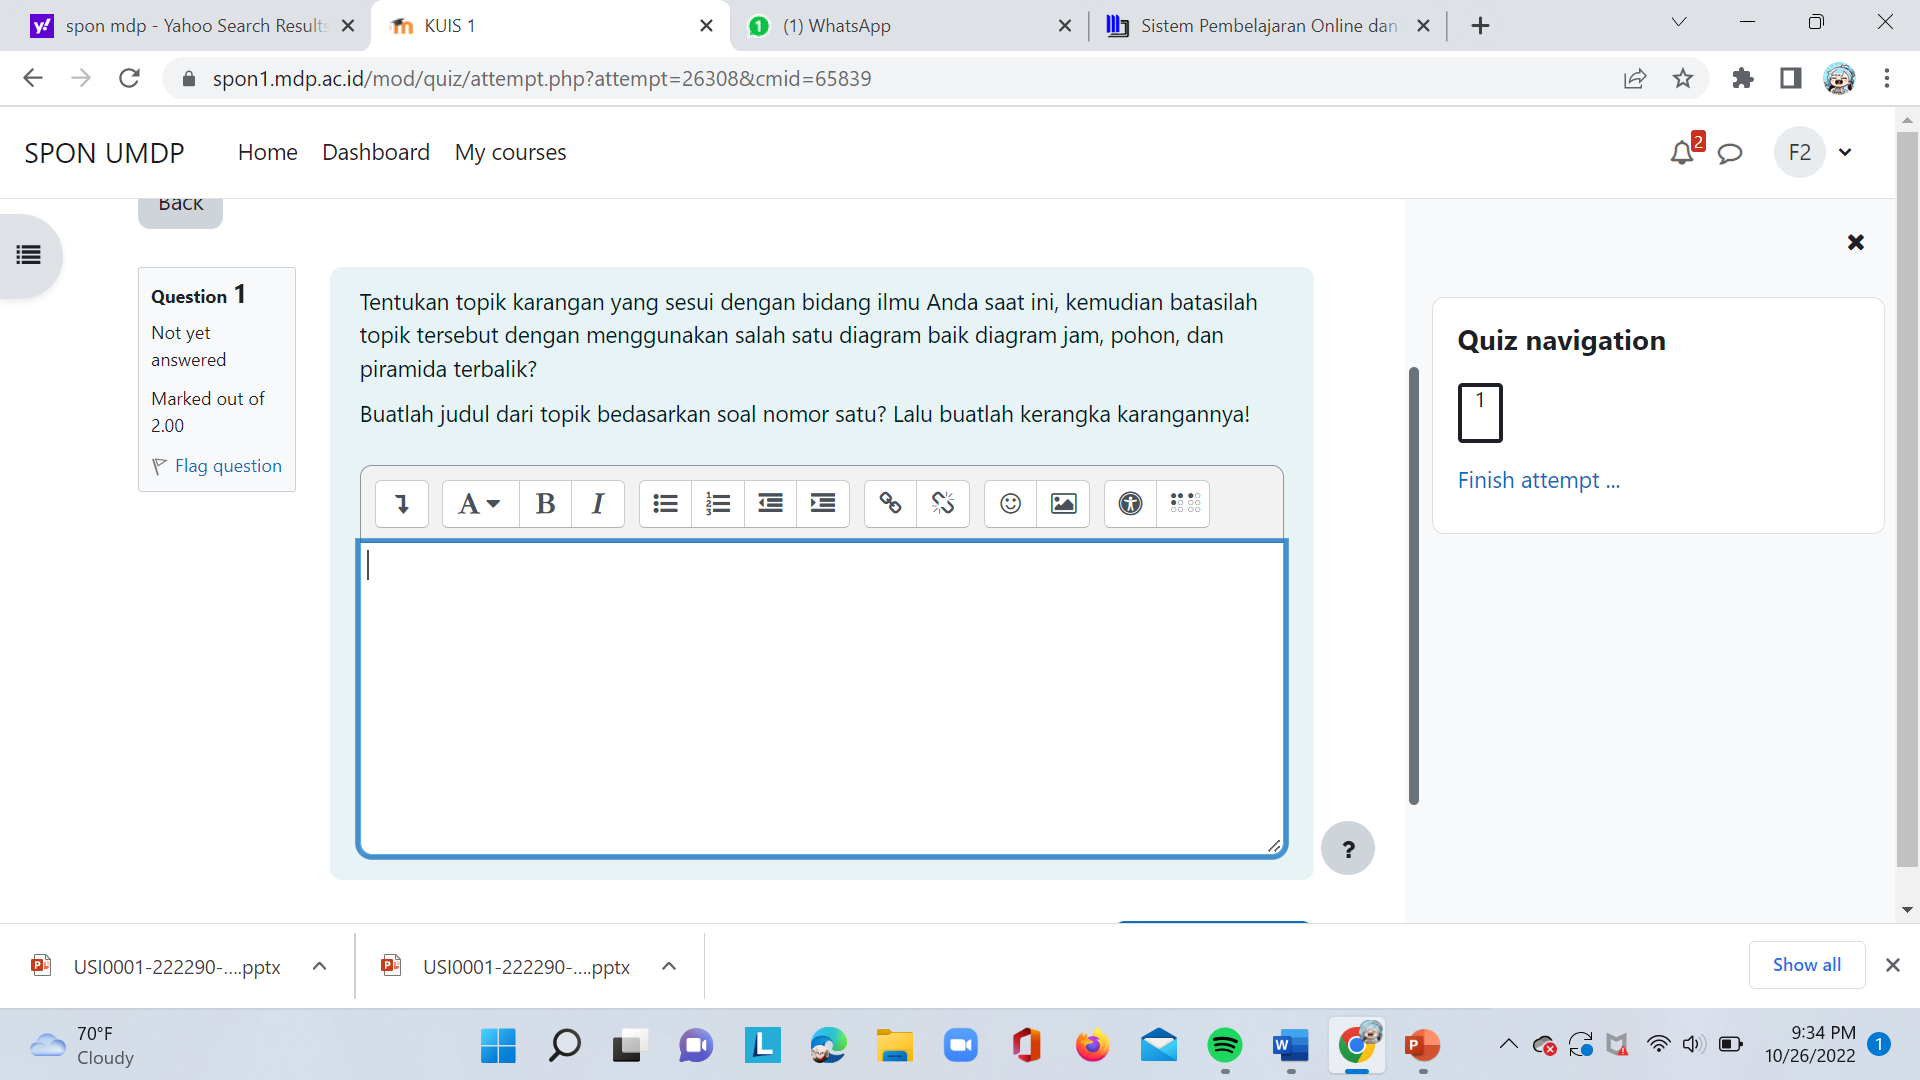 spon mdp - Yahoo Search Results
KUIS 1
(1) WhatsApp
Sistem Pembelajaran Online dan
spon1.mdp.ac.id/mod/quiz/attempt.php?attempt=26308&cmid=65839
SPON UMDP
Home
Dashboard
My courses
2
F2
Back
Question 1
Not yet
answered
Marked out of
2.00
Flag question
Tentukan topik karangan yang sesui dengan bidang ilmu Anda saat ini, kemudian batasilah
topik tersebut dengan menggunakan salah satu diagram baik diagram jam, pohon, dan
piramida terbalik?
Buatlah judul dari topik bedasarkan soal nomor satu? Lalu buatlah kerangka karangannya!
A
B
I
?
Quiz navigation
1
Finish attempt ...
USI0001-222290-....pptx
USI0001-222290-....pptx
Show all
70°F
Cloudy
9:34 PM
10/26/2022
1